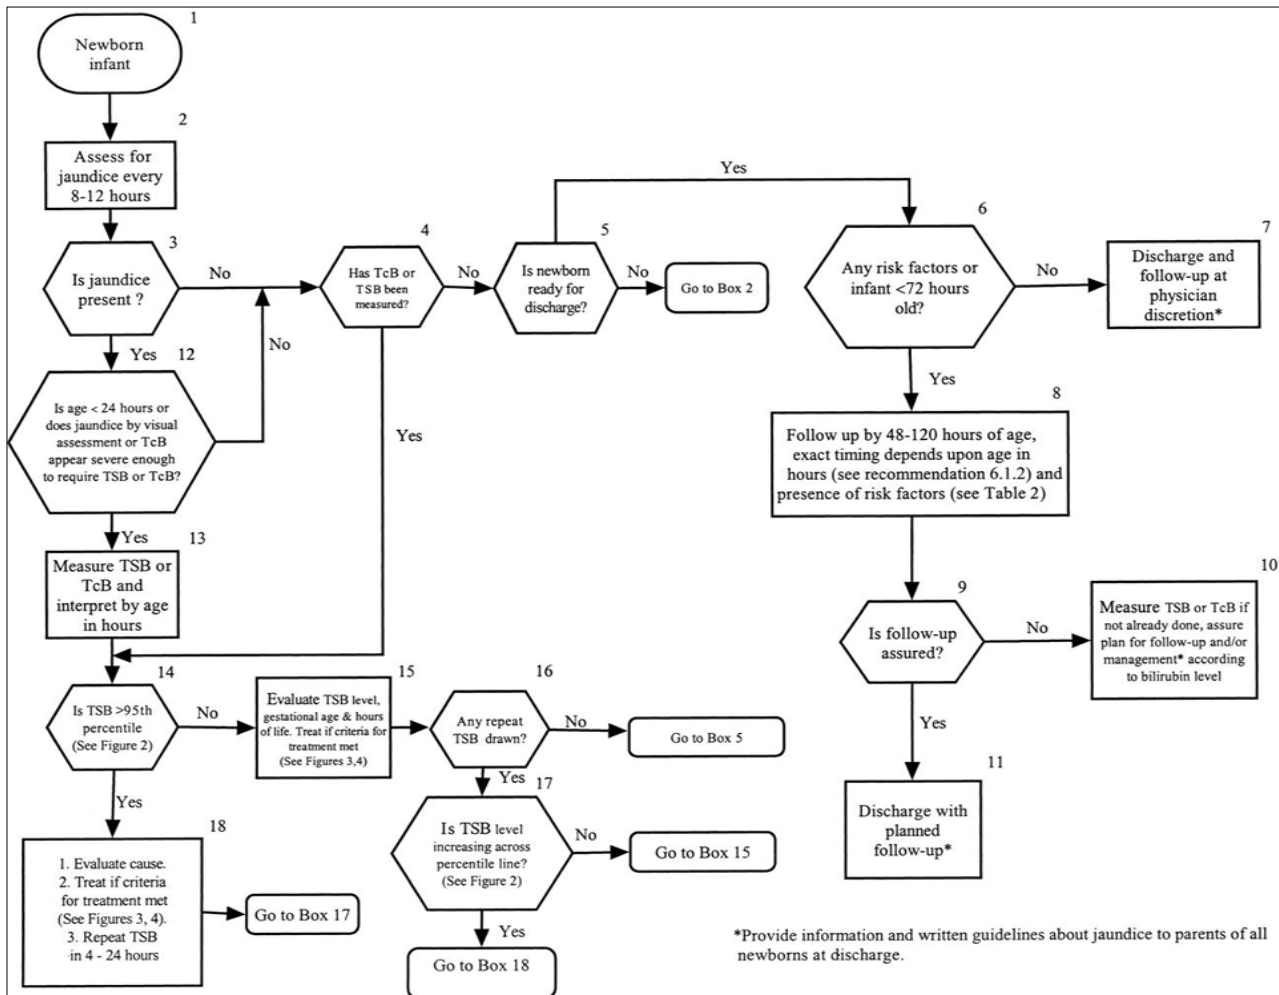 1
Newborn
infant
2
Assess for
jaundice every
8-12 hours
3
Is jaundice
present ?
No
Yes
4
Has TcB or
TSB been
measured?
No
Yes
5
Is newborn
ready for
discharge?
Yes
No
Go to Box 2
6
Any risk factors or
infant <72 hours
old?
No
Yes
7
Discharge and
follow-up at
physician
discretion*
8
Follow up by 48-120 hours of age,
exact timing depends upon age in
hours (see recommendation 6.1.2) and
presence of risk factors (see Table 2)
9
Is follow-up
assured?
No
Yes
10
Measure TSB or TcB if
not already done, assure
plan for follow-up and/or
management* according
to bilirubin level
11
Discharge with
planned
follow-up*
12
Is age < 24 hours or
does jaundice by visual
assessment or TcB
appear severe enough
to require TSB or TcB?
No
Yes
13
Measure TSB or
TcB and
interpret by age
in hours
14
Is TSB >95th
percentile
(See Figure 2)
No
Yes
15
Evaluate TSB level,
gestational age & hours
of life. Treat if criteria for
treatment met
(See Figures 3,4)
16
Any repeat
TSB drawn?
No
Go to Box 5
Yes
17
Is TSB level
increasing across
percentile line?
(See Figure 2)
No
Go to Box 15
Yes
Go to Box 18
18
1. Evaluate cause.
2. Treat if criteria
for treatment met
(See Figures 3, 4).
3. Repeat TSB
in 4 - 24 hours
Go to Box 17
*Provide information and written guidelines about jaundice to parents of all
newborns at discharge.